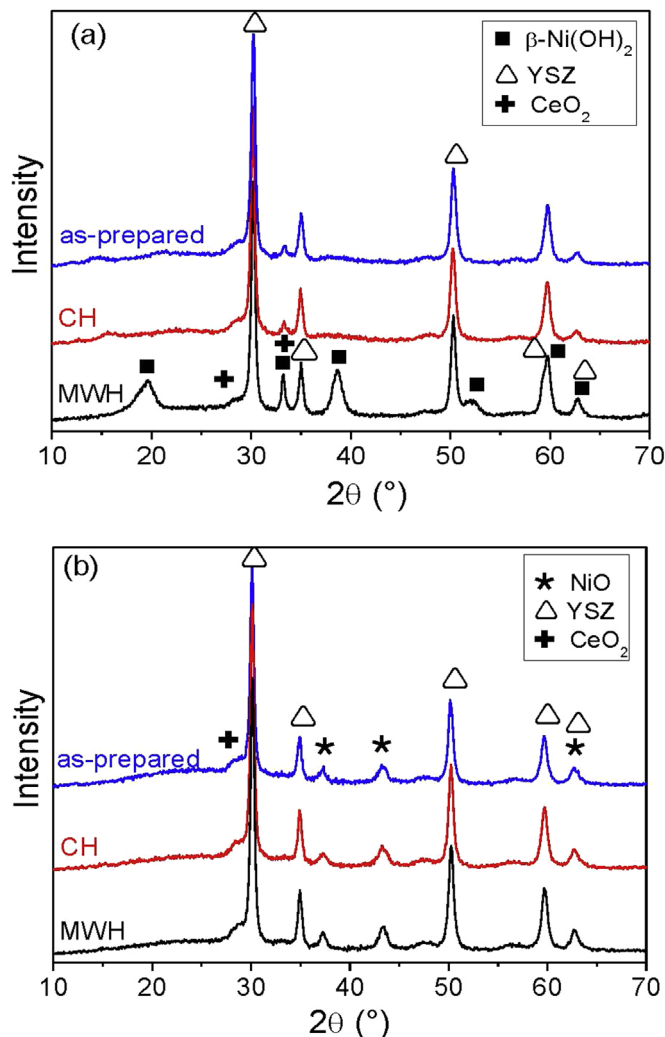 (a)
β-Ni(OH)₂
YSZ
CeO₂
Intensity
as-prepared
CH
MWH
10 20 30 40 50 60 70
2θ (°)
(b)
NiO
YSZ
CeO₂
Intensity
as-prepared
CH
MWH
10 20 30 40 50 60 70
2θ (°)